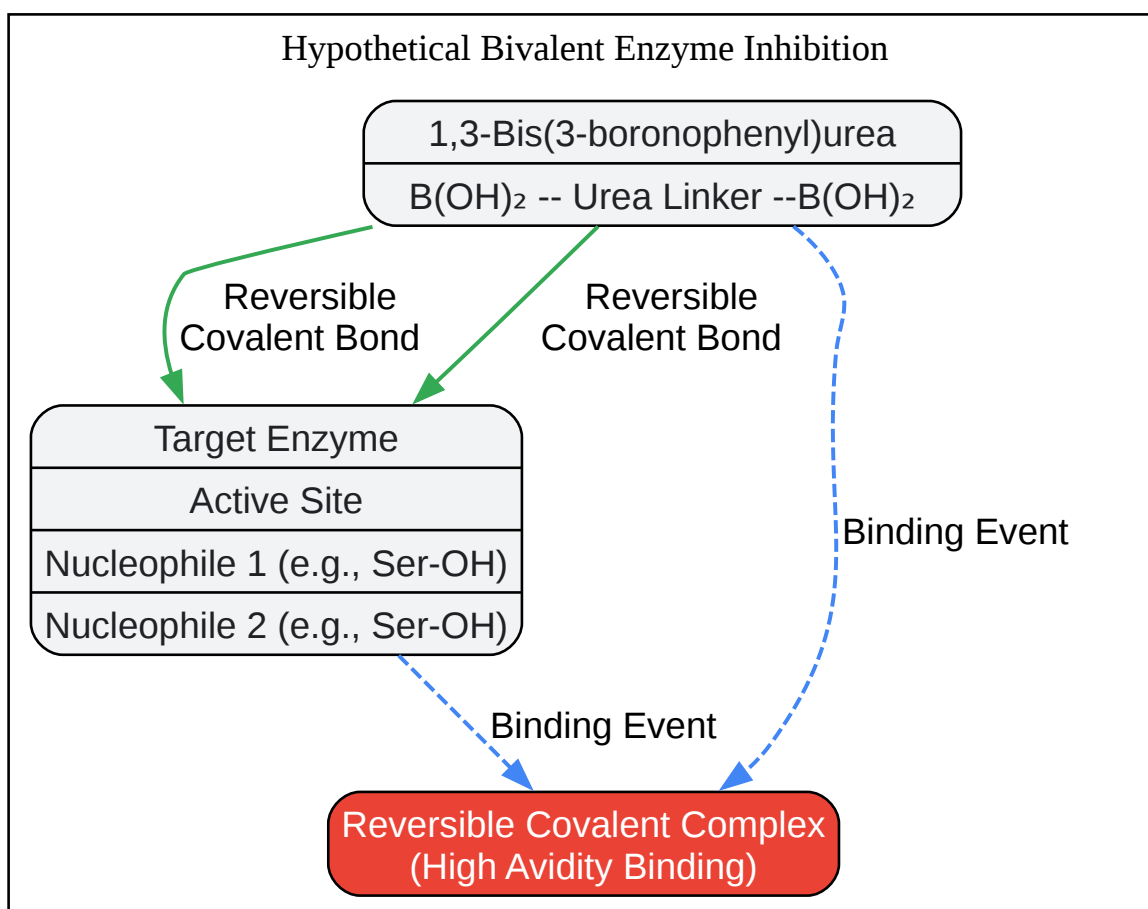 Hypothetical Bivalent Enzyme Inhibition
1,3-Bis(3-boronophenyl)urea
B(OH)₂ -- Urea Linker --B(OH)₂
Reversible
Covalent Bond
Reversible
Covalent Bond
Target Enzyme
Active Site
Nucleophile 1 (e.g., Ser-OH)
Nucleophile 2 (e.g., Ser-OH)
Binding Event
Binding Event
Reversible Covalent Complex
(High Avidity Binding)